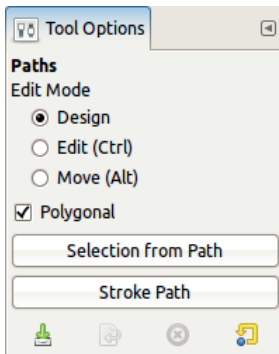 Tool Options
Paths
Edit Mode
Design
Edit (Ctrl)
Move (Alt)
Polygonal
Selection from Path
Stroke Path